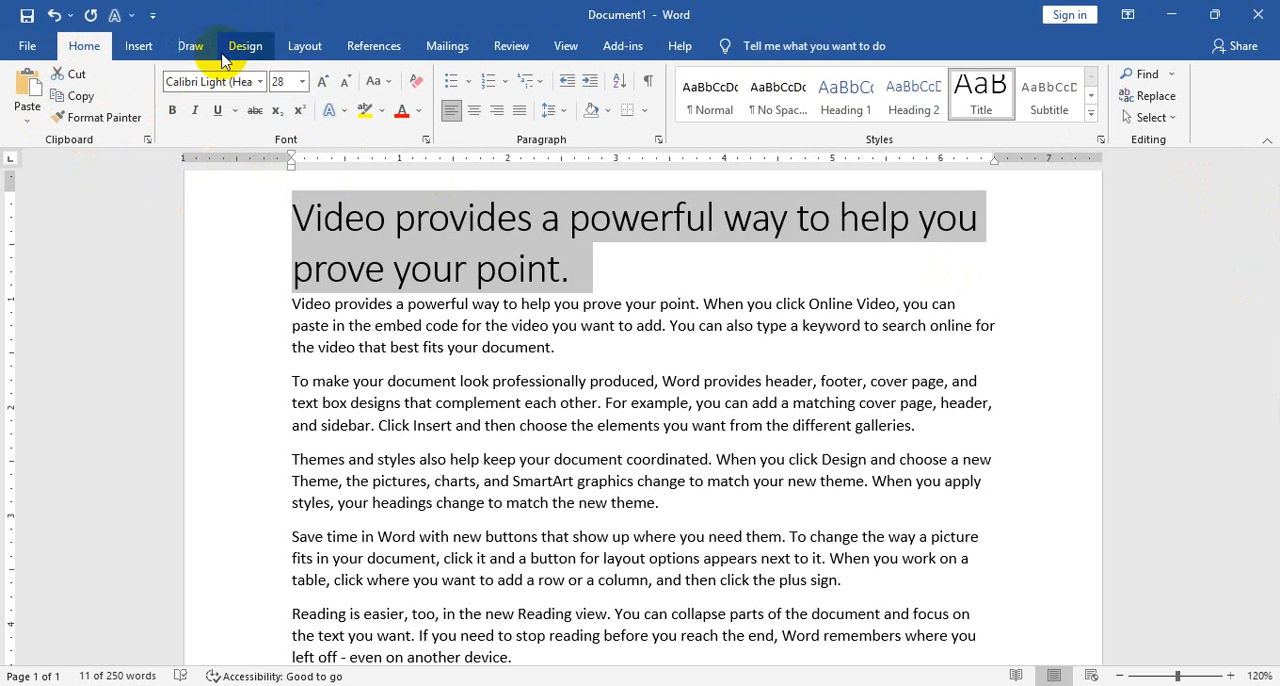 Document1 - Word
Sign in
File Home Insert Draw Design Layout References Mailings Review View Add-ins Help Tell me what you want to do Share
Paste
Cut
Copy
Format Painter
Clipboard
Calibri Light (Hea 28
Aa
B I U abc x₂ x² A A
Font
Paragraph
AaBbCcDc AaBbCcDc AaBbCc AaBbCcD AaB AaBbCcD
¶ Normal ¶ No Spac... Heading 1 Heading 2 Title Subtitle
Styles
Find
Replace
Select
Editing
1 1 2 3 4 5 6 7
Video provides a powerful way to help you
prove your point.
Video provides a powerful way to help you prove your point. When you click Online Video, you can
paste in the embed code for the video you want to add. You can also type a keyword to search online for
the video that best fits your document.
To make your document look professionally produced, Word provides header, footer, cover page, and
text box designs that complement each other. For example, you can add a matching cover page, header,
and sidebar. Click Insert and then choose the elements you want from the different galleries.
Themes and styles also help keep your document coordinated. When you click Design and choose a new
Theme, the pictures, charts, and SmartArt graphics change to match your new theme. When you apply
styles, your headings change to match the new theme.
Save time in Word with new buttons that show up where you need them. To change the way a picture
fits in your document, click it and a button for layout options appears next to it. When you work on a
table, click where you want to add a row or a column, and then click the plus sign.
Reading is easier, too, in the new Reading view. You can collapse parts of the document and focus on
the text you want. If you need to stop reading before you reach the end, Word remembers where you
left off - even on another device.
Page 1 of 1 11 of 250 words Accessibility: Good to go 120%